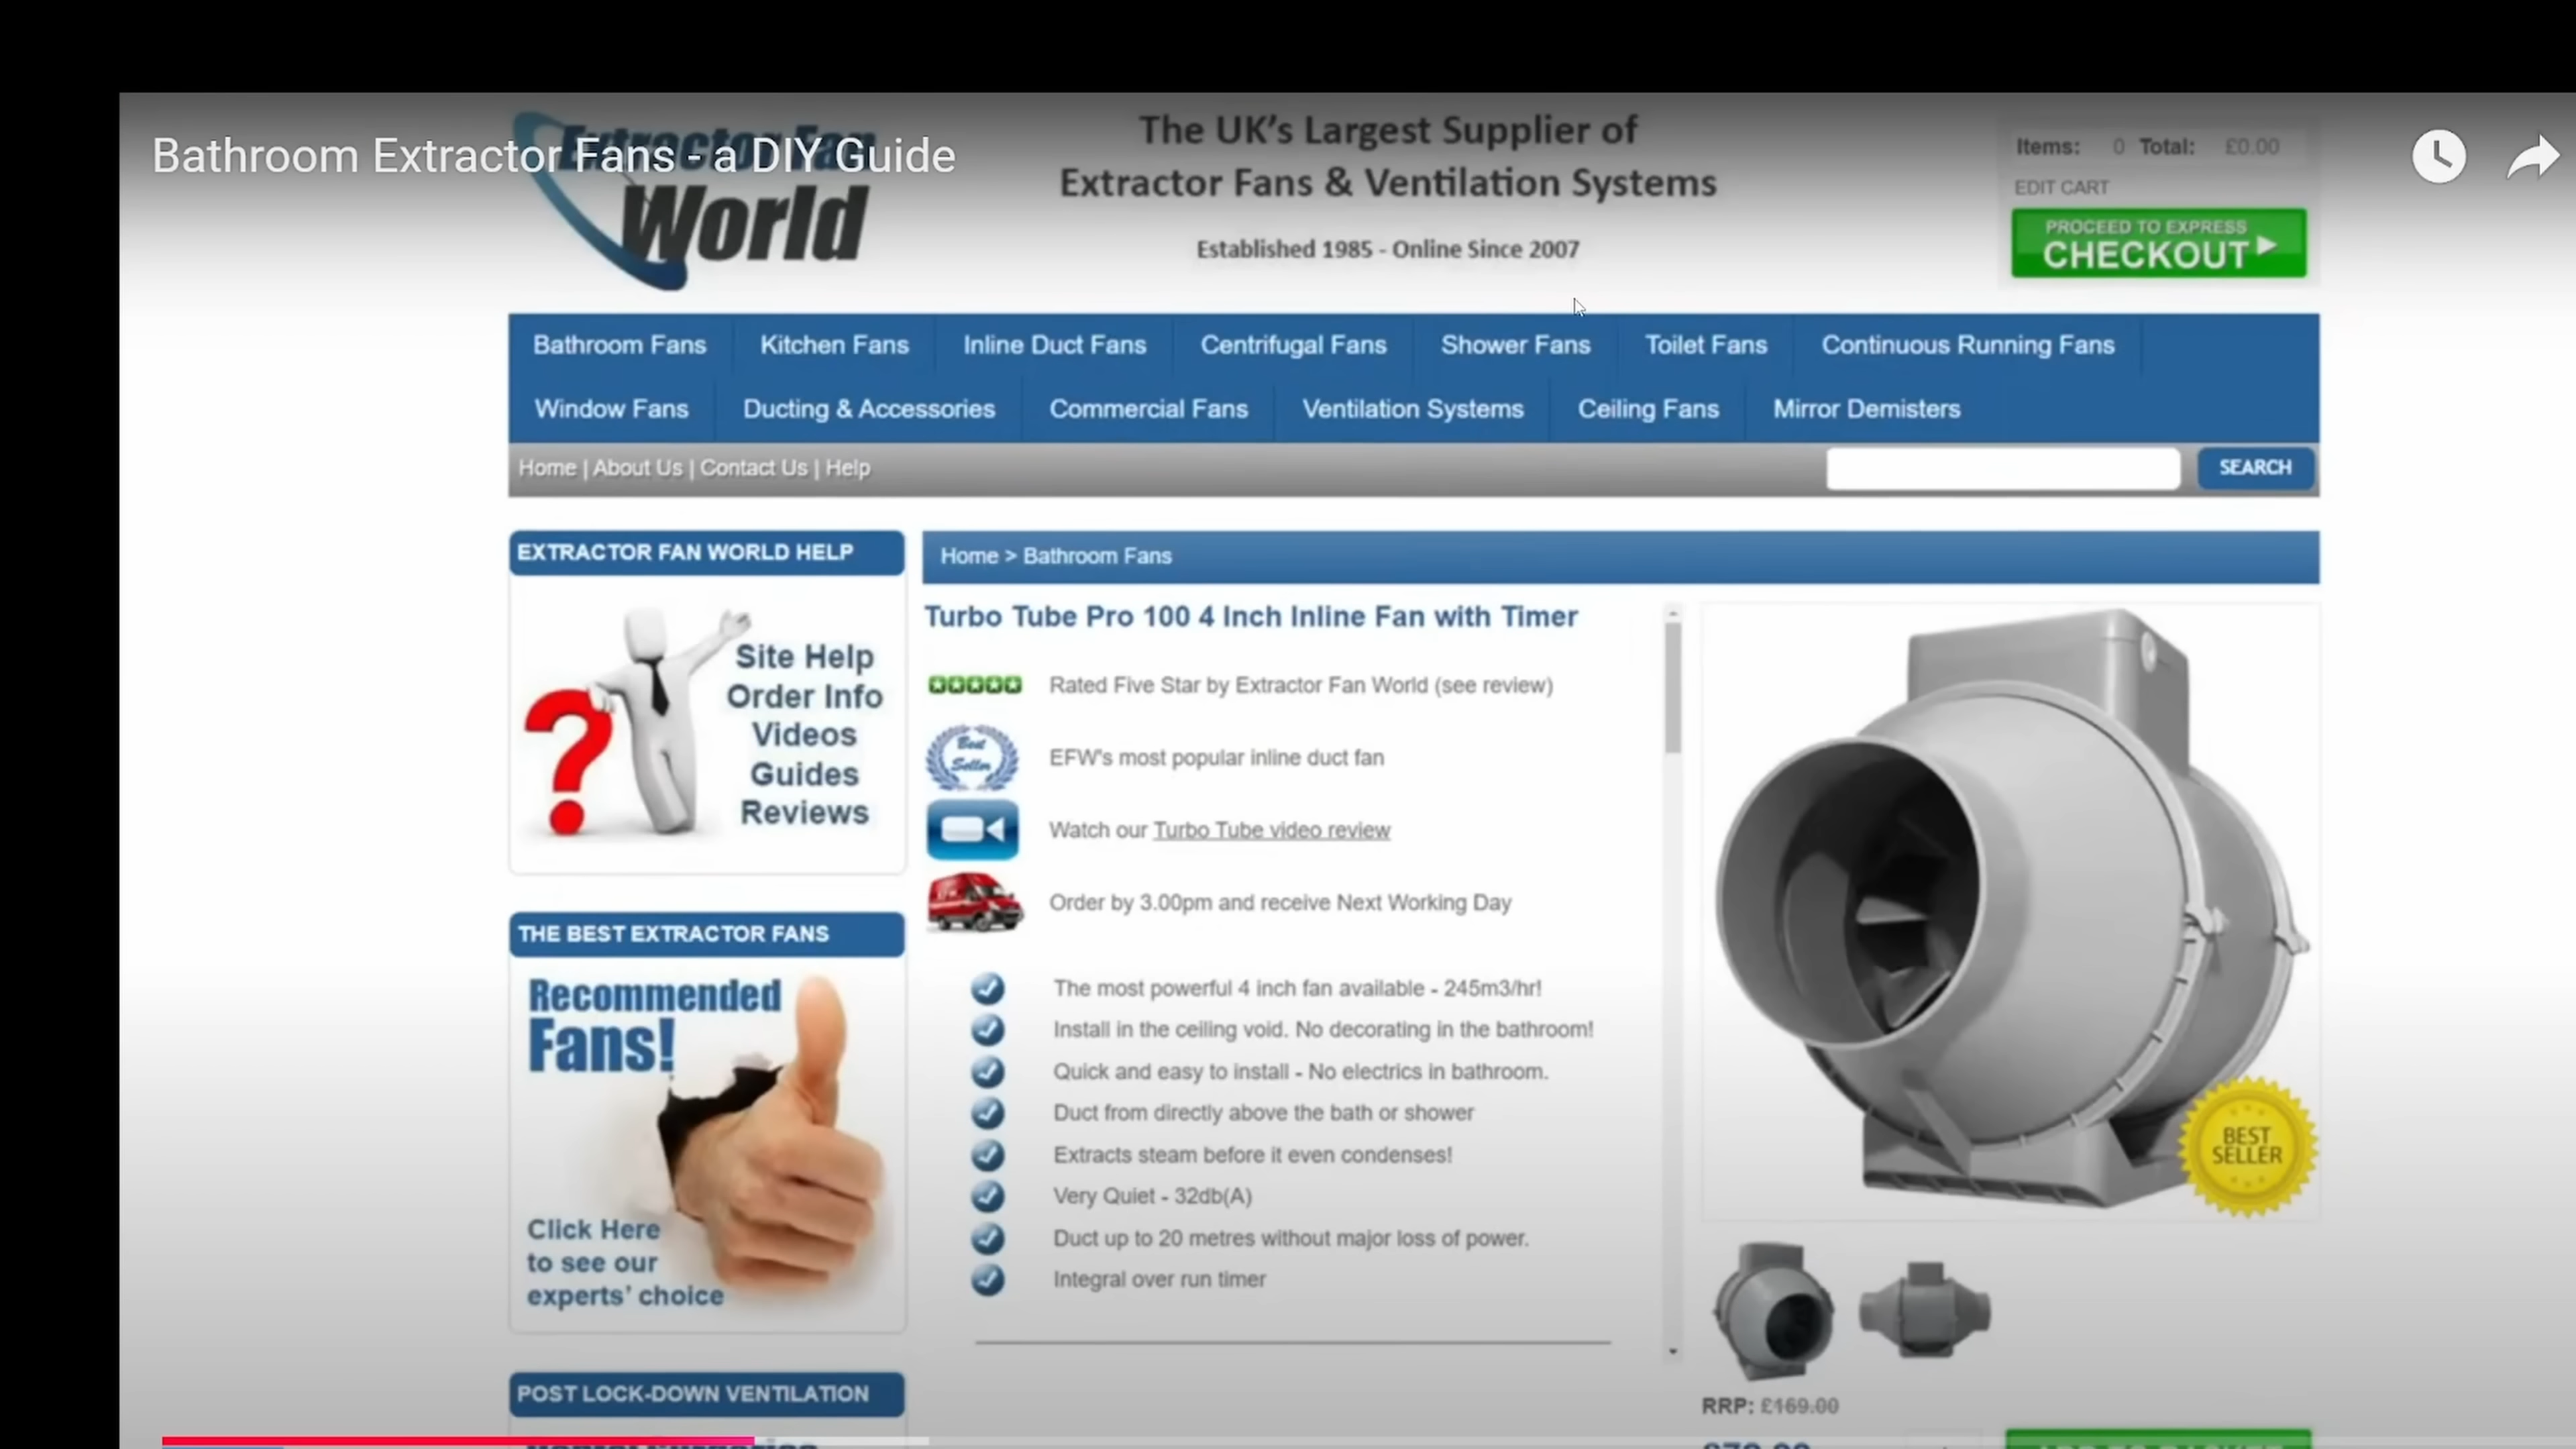 Bathroom Extractor Fans - a DIY Guide
Extractor Fan
World
The UK's Largest Supplier of
Extractor Fans & Ventilation Systems
Established 1985 - Online Since 2007
Items: 0 Total: £0.00
EDIT CART
PROCEED TO EXPRESS
CHECKOUT
Bathroom Fans Kitchen Fans Inline Duct Fans Centrifugal Fans Shower Fans Toilet Fans Continuous Running Fans
Window Fans Ducting & Accessories Commercial Fans Ventilation Systems Ceiling Fans Mirror Demisters
Home | About Us | Contact Us | Help
SEARCH
EXTRACTOR FAN WORLD HELP
Site Help
Order Info
Videos
Guides
Reviews
THE BEST EXTRACTOR FANS
Recommended
Fans!
Click Here
to see our
experts' choice
POST LOCK-DOWN VENTILATION
Home > Bathroom Fans
Turbo Tube Pro 100 4 Inch Inline Fan with Timer
Rated Five Star by Extractor Fan World (see review)
Best
Seller
EFW's most popular inline duct fan
Watch our Turbo Tube video review
Order by 3.00pm and receive Next Working Day
The most powerful 4 inch fan available - 245m3/hr!
Install in the ceiling void. No decorating in the bathroom!
Quick and easy to install - No electrics in bathroom.
Duct from directly above the bath or shower
Extracts steam before it even condenses!
Very Quiet - 32db(A)
Duct up to 20 metres without major loss of power.
Integral over run timer
BEST
SELLER
RRP: £169.00